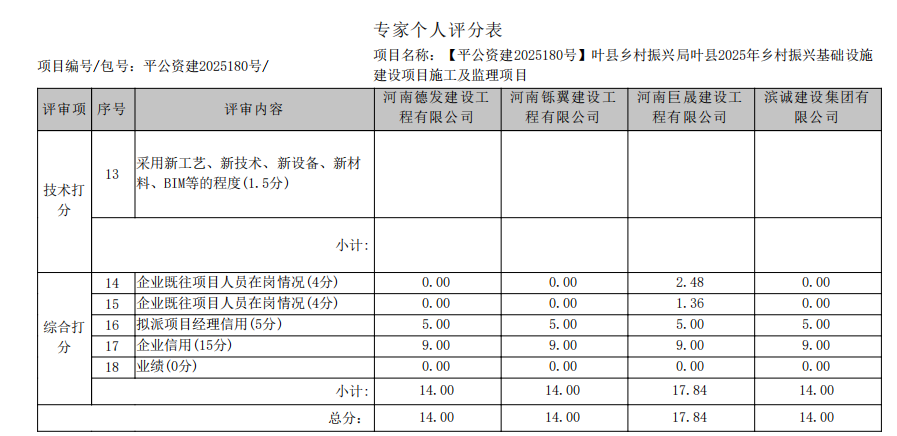 专家个人评分表
项目编号/包号: 平公资建2025180号/
项目名称: 【平公资建2025180号】叶县乡村振兴局叶县2025年乡村振兴基础设施
建设项目施工及监理项目
评审项 序号 评审内容 河南德发建设工程有限公司 河南铄翼建设工程有限公司 河南巨晟建设工程有限公司 滨诚建设集团有限公司
技术打分
13 采用新工艺、新技术、新设备、新材
料、BIM等的程度(1.5分)
小计:
综合打分
14 企业既往项目人员在岗情况(4分) 0.00 0.00 2.48 0.00
15 企业既往项目人员在岗情况(4分) 0.00 0.00 1.36 0.00
16 拟派项目经理信用(5分) 5.00 5.00 5.00 5.00
17 企业信用(15分) 9.00 9.00 9.00 9.00
18 业绩(0分) 0.00 0.00 0.00 0.00
小计: 14.00 14.00 17.84 14.00
总分: 14.00 14.00 17.84 14.00